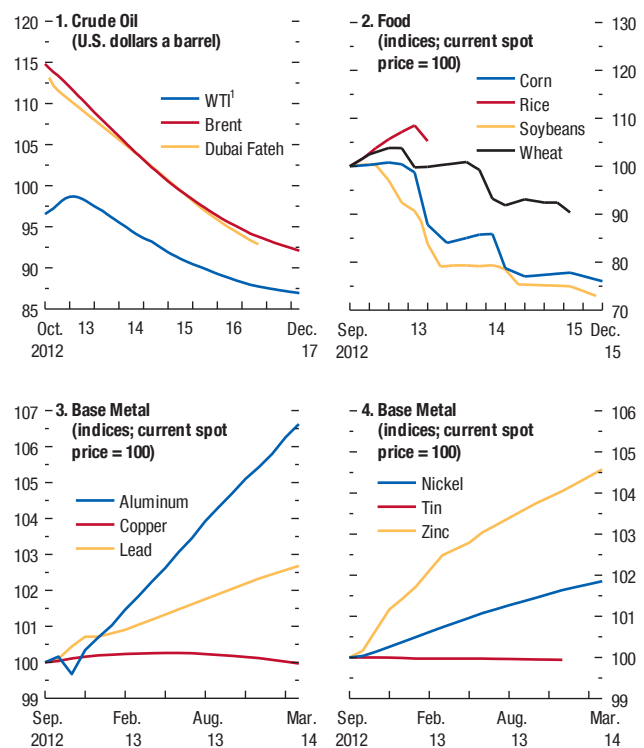 1. Crude Oil
(U.S. dollars a barrel)
120
115
110
105
100
95
90
85
WTI¹
Brent
Dubai Fateh
Oct. 13 14 15 16 Dec.
2012 17
2. Food
(indices; current spot
price = 100)
130
120
110
100
90
80
70
Corn
Rice
Soybeans
Wheat
Sep. 13 14 15 Dec.
2012 15
3. Base Metal
(indices; current spot
price = 100)
107
106
105
104
103
102
101
100
99
Aluminum
Copper
Lead
Sep. Feb. Aug. Mar.
2012 13 13 14
4. Base Metal
(indices; current spot
price = 100)
106
105
104
103
102
101
100
99
Nickel
Tin
Zinc
Sep. Feb. Aug. Mar.
2012 13 13 14